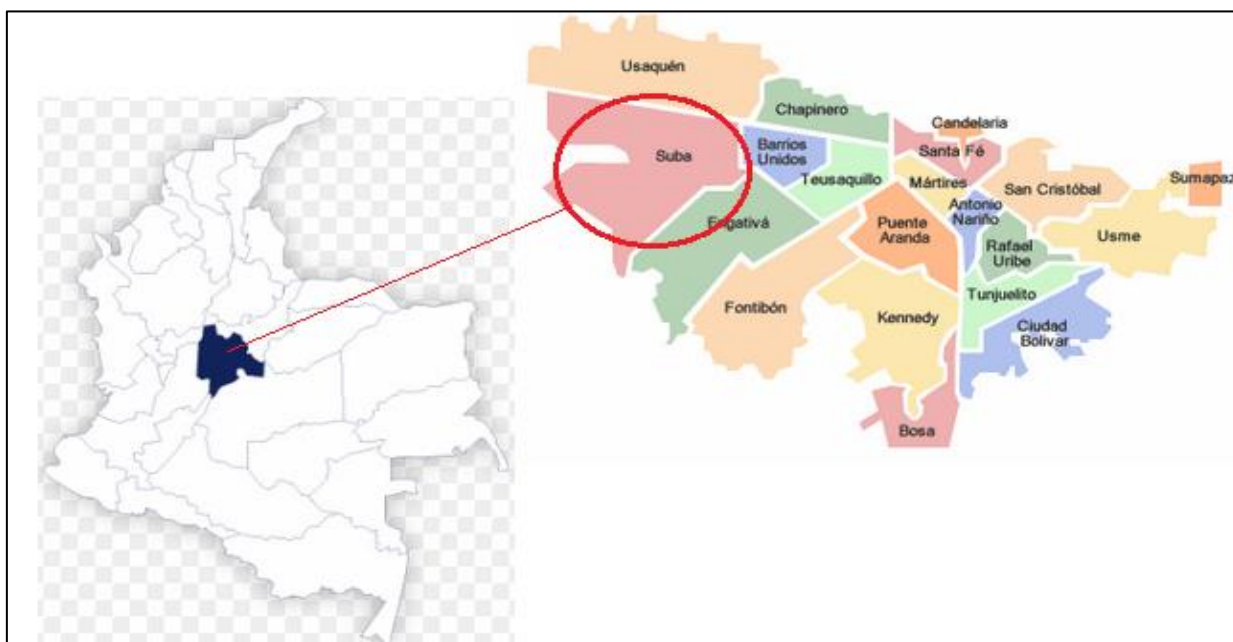 Usaquén
Chapinero
Candelaria
Suba
Barrios
Unidos
Santa Fé
Teusaquillo
Mártires
San Cristóbal
Sumapaz
Antonio
Nariño
Engativá
Puente
Aranda
Usme
Rafael
Uribe
Fontibón
Tunjuelito
Kennedy
Ciudad
Bolivar
Bosa